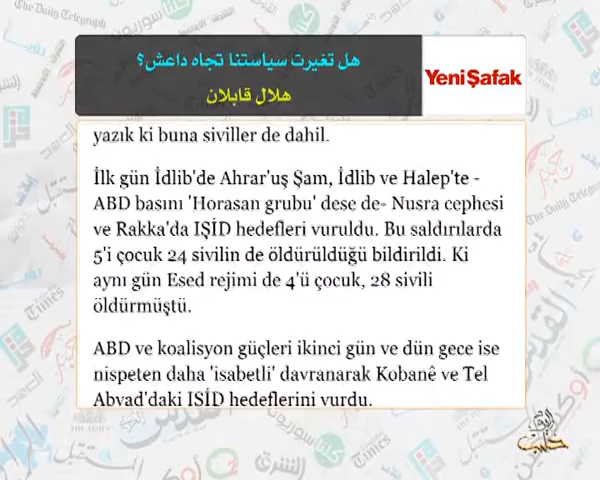 هل تغيرت سياستنا تجاه داعش؟
هلال قابلان
YeniŞafak
yazık ki buna siviller de dahil.
İlk gün İdlib'de Ahrar'uş Şam, İdlib ve Halep'te -
ABD basını 'Horasan grubu' dese de- Nusra cephesi
ve Rakka'da IŞİD hedefleri vuruldu. Bu saldırılarda
5'i çocuk 24 sivilin de öldürüldüğü bildirildi. Ki
aynı gün Esed rejimi de 4'ü çocuk, 28 sivili
öldürmüştü.
ABD ve koalisyon güçleri ikinci gün ve dün gece ise
nispeten daha 'isabetli' davranarak Kobanê ve Tel
Abyad'daki IŞİD hedeflerini vurdu.